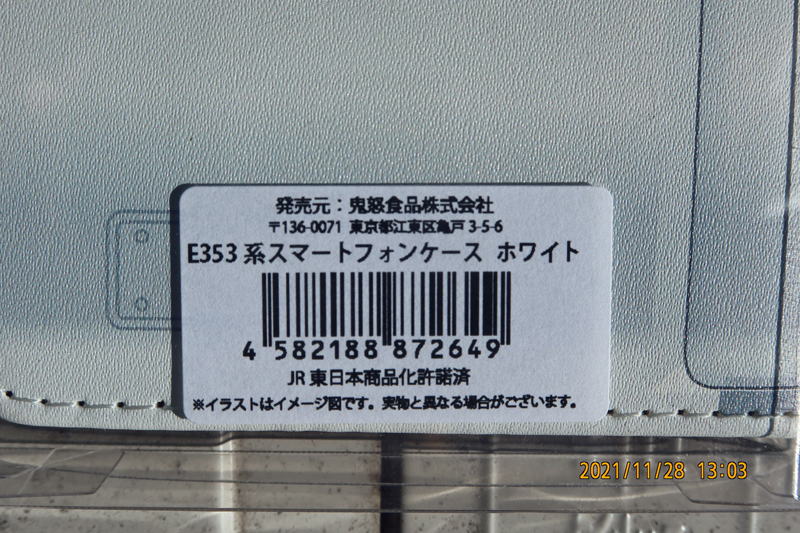 発売元：鬼怒食品株式会社
〒136-0071 東京都江東区亀戸 3-5-6
E353 系スマートフォンケース ホワイト
4 582188 872649
JR 東日本商品化許諾済
※イラストはイメージ図です。実物と異なる場合がございます。
2021/11/28 13:03